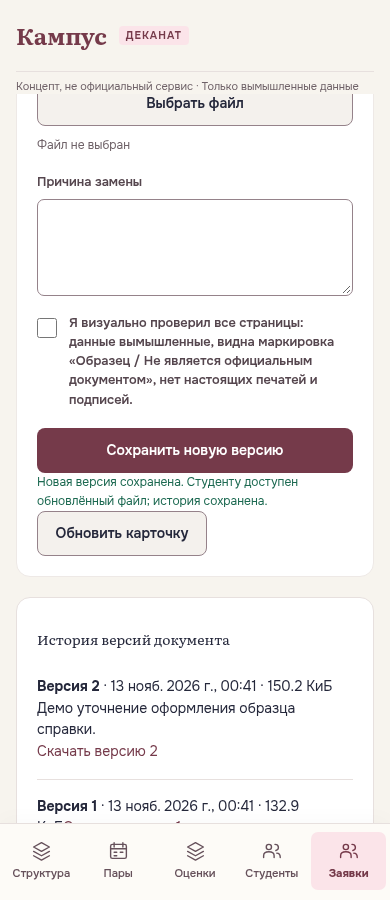 Кампус
ДЕКАНАТ
Концепт, не официальный сервис · Только вымышленные данные
Выбрать файл
Файл не выбран
Причина замены
Я визуально проверил все страницы:
данные вымышленные, видна маркировка
«Образец / Не является официальным
документом», нет настоящих печатей и
подписей.
Сохранить новую версию
Новая версия сохранена. Студенту доступен
обновлённый файл; история сохранена.
Обновить карточку
История версий документа
Версия 2 · 13 нояб. 2026 г., 00:41 · 150.2 КиБ
Демо уточнение оформления образца
справки.
Скачать версию 2
Версия 1 · 13 нояб. 2026 г., 00:41 · 132.9
Структура
Пары
Оценки
Студенты
Заявки